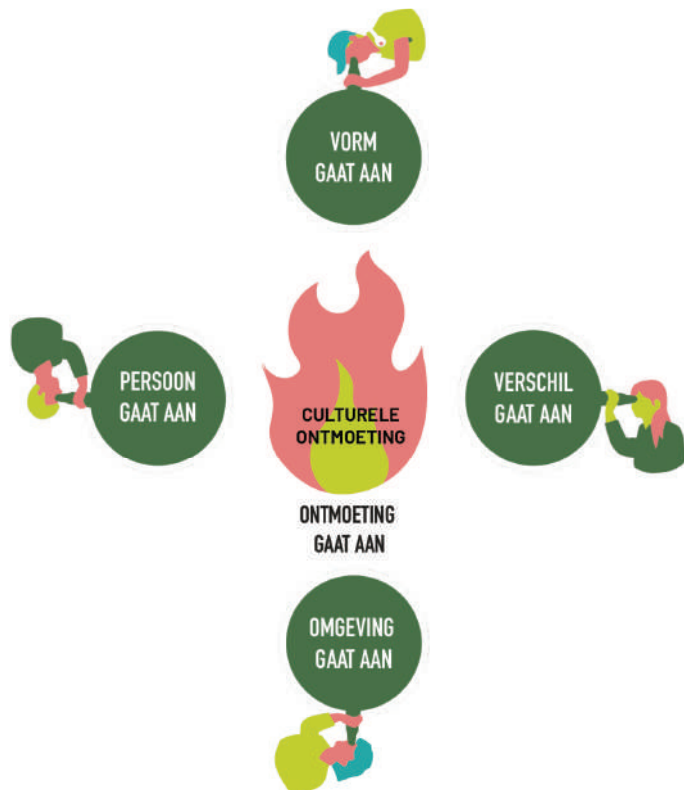 VORM
GAAT AAN
PERSOON
GAAT AAN
CULTURELE
ONTMOETING
VERSCHIL
GAAT AAN
ONTMOETING
GAAT AAN
OMGEVING
GAAT AAN